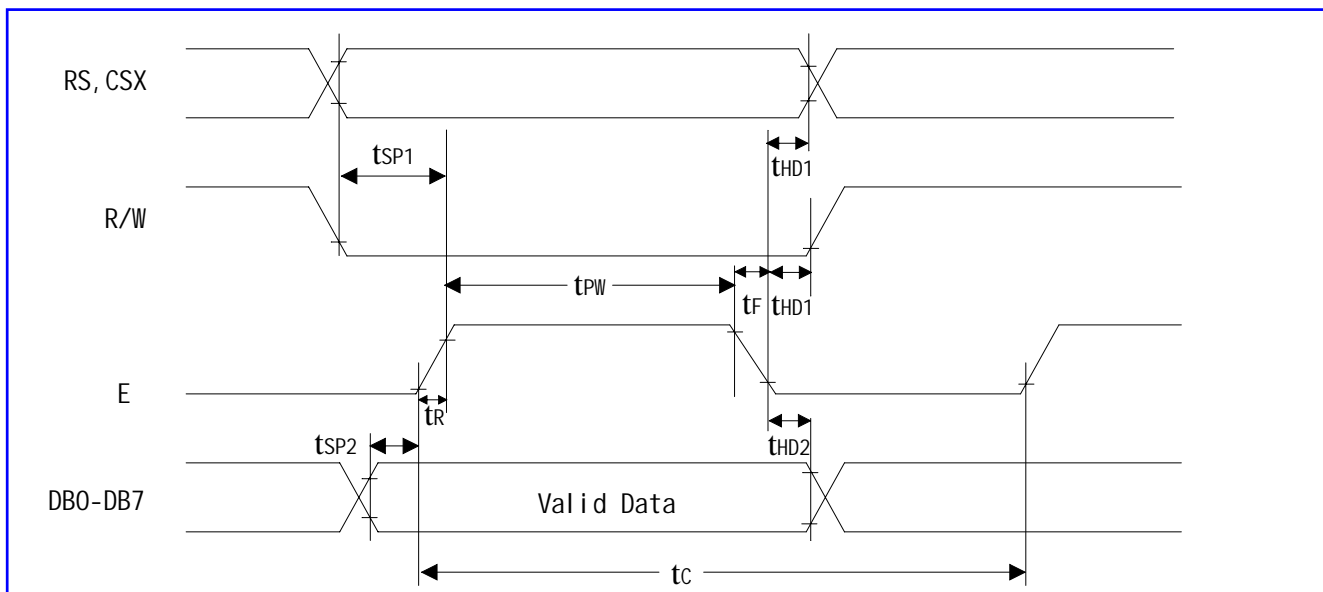 RS, CSX
tSP1
tHD1
R/W
tPW
tF
tHD1
E
tR
tSP2
tHD2
DB0-DB7
Valid Data
tC